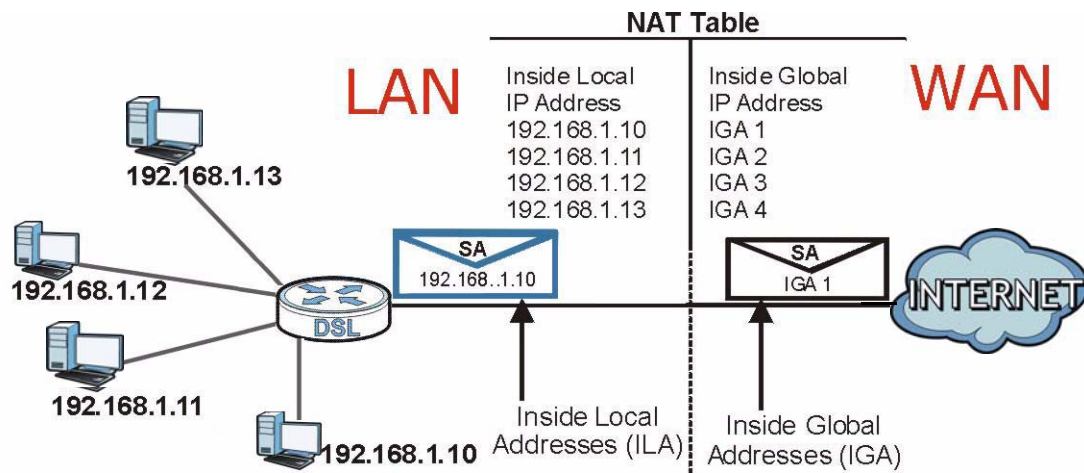 NAT Table
LAN
WAN
Inside Local
IP Address
192.168.1.10
192.168.1.11
192.168.1.12
192.168.1.13
Inside Global
IP Address
IGA 1
IGA 2
IGA 3
IGA 4
192.168.1.13
192.168.1.12
192.168.1.11
192.168.1.10
DSL
SA
192.168..1.10
SA
IGA 1
INTERNET
Inside Local
Addresses (ILA)
Inside Global
Addresses (IGA)